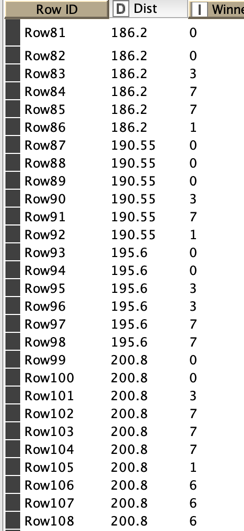 Row ID D Dist I Winne
Row81 186.2 0
Row82 186.2 0
Row83 186.2 3
Row84 186.2 7
Row85 186.2 7
Row86 186.2 1
Row87 190.55 0
Row88 190.55 0
Row89 190.55 0
Row90 190.55 3
Row91 190.55 7
Row92 190.55 1
Row93 195.6 0
Row94 195.6 0
Row95 195.6 3
Row96 195.6 3
Row97 195.6 7
Row98 195.6 7
Row99 200.8 0
Row100 200.8 0
Row101 200.8 3
Row102 200.8 7
Row103 200.8 7
Row104 200.8 7
Row105 200.8 1
Row106 200.8 6
Row107 200.8 6
Row108 200.8 6